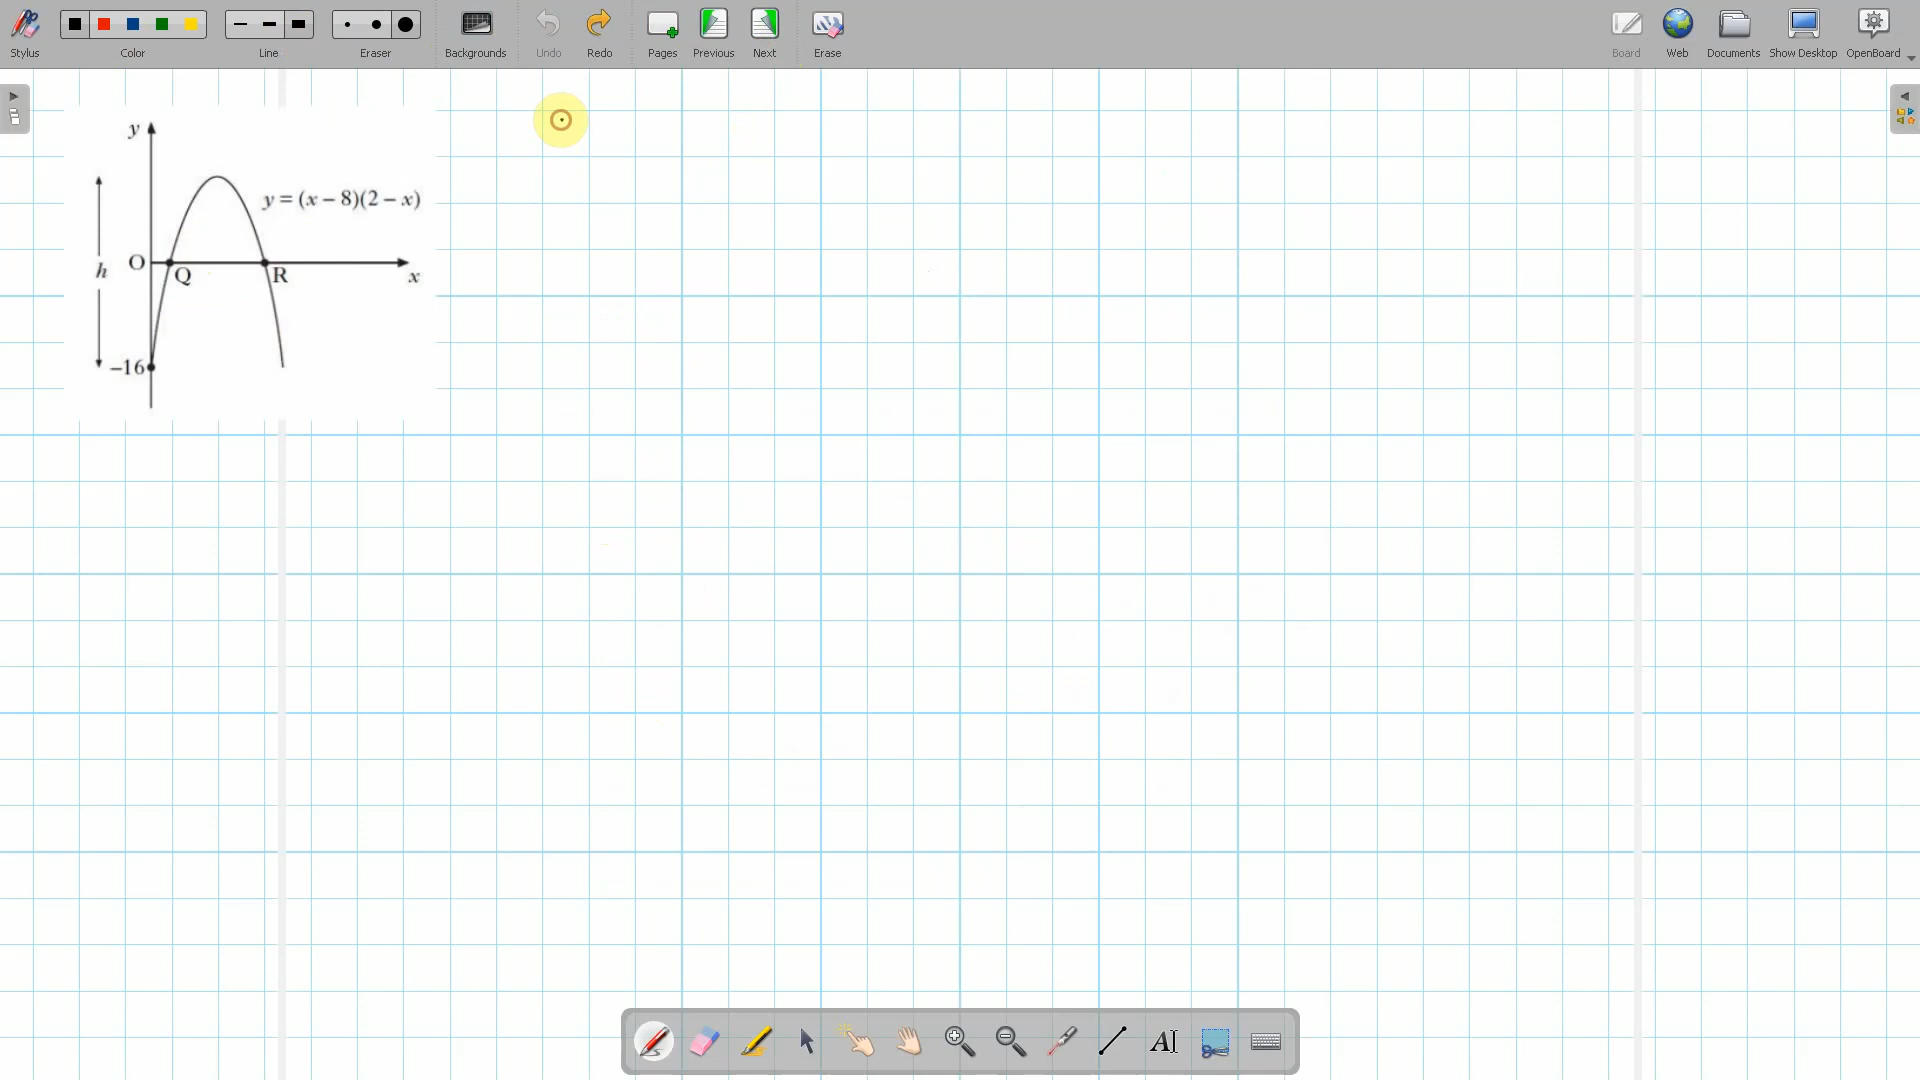 Stylus
Color
Line
Eraser
Backgrounds
Undo
Redo
Pages
Previous
Next
Erase
Board
Web
Documents
Show Desktop
OpenBoard
y
y = (x – 8)(2 – x)
h
O
Q
R
x
–16